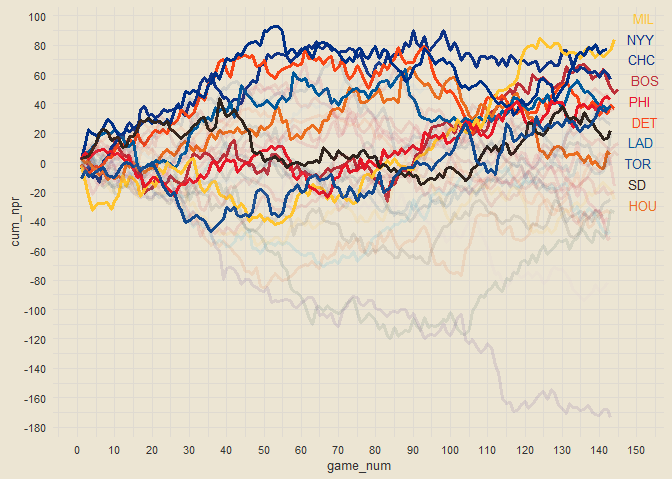 100
80
60
40
20
0
-20
-40
-60
-80
-100
-120
-140
-160
-180
cum_npr
0 10 20 30 40 50 60 70 80 90 100 110 120 130 140 150
game_num
MIL
NYY
CHC
BOS
PHI
DET
LAD
TOR
SD
HOU